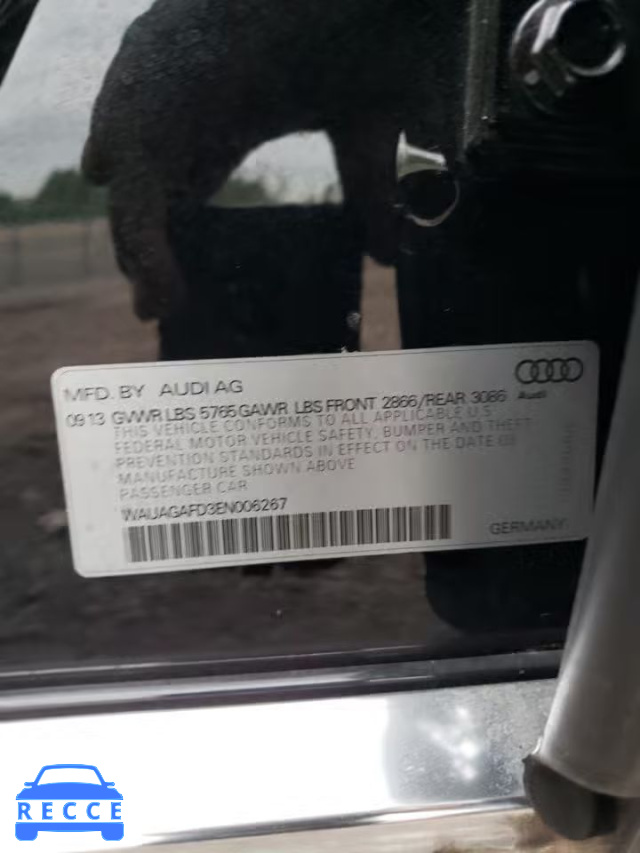 MFD. BY AUDI AG
09 13 GVWR LBS 5765 GAWR LBS FRONT 2866/REAR 3086
THIS VEHICLE CONFORMS TO ALL APPLICABLE U.S.
FEDERAL MOTOR VEHICLE SAFETY, BUMPER AND THEFT
PREVENTION STANDARDS IN EFFECT ON THE DATE OF
MANUFACTURE SHOWN ABOVE
PASSENGER CAR
WAUAGAFD3EN006267
GERMANY
Audi
RECCE